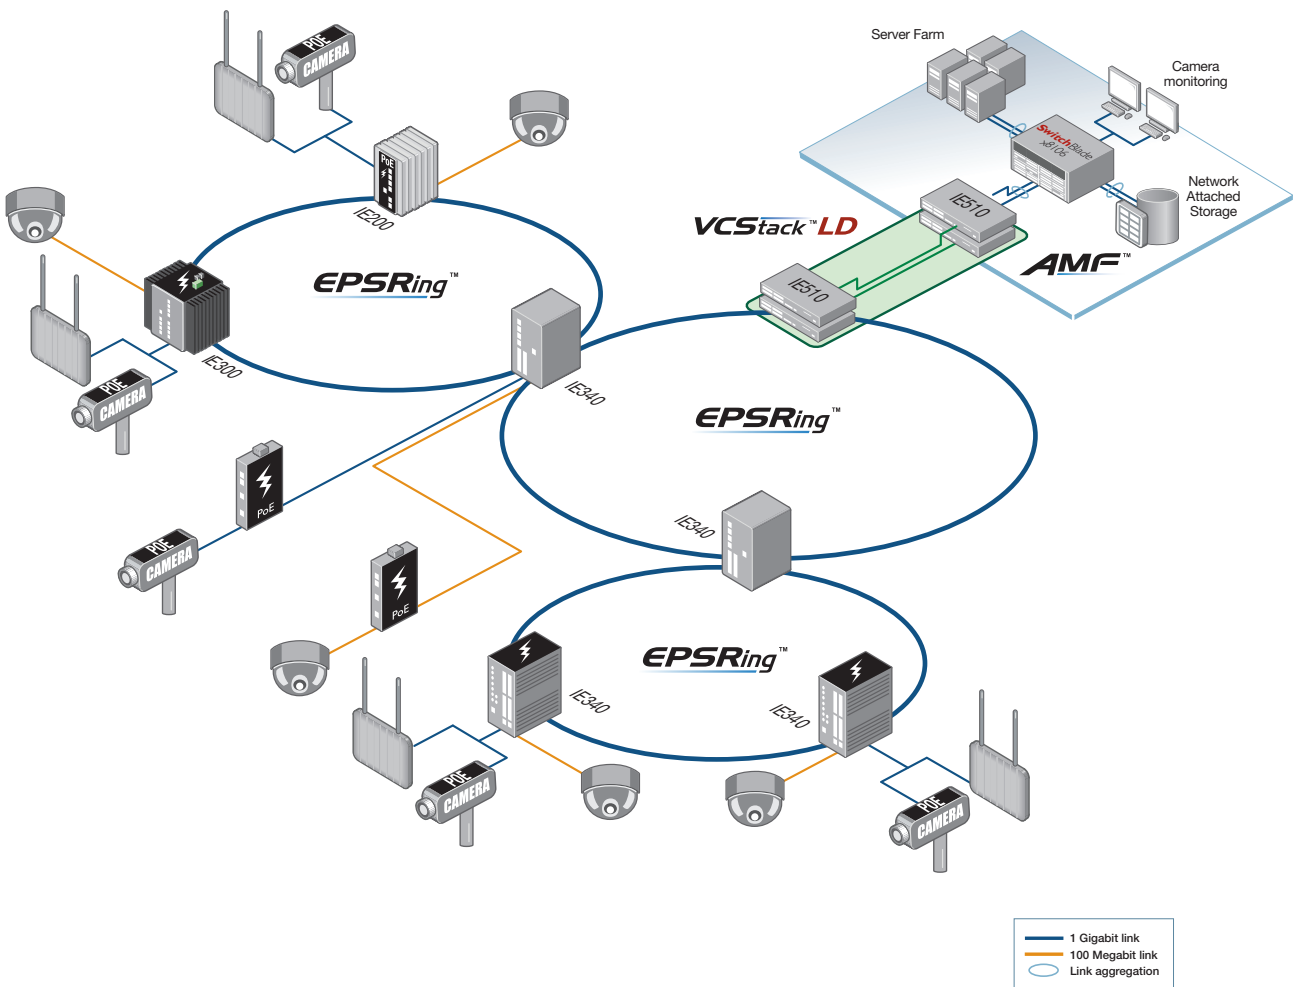 Server Farm
Camera
monitoring
SwitchBlade
x8106
Network
Attached
Storage
IE510
VCStack™ LD
AMF™
IE510
POE
CAMERA
PoE
IE200
EPSRing™
IE300
POE
CAMERA
IE340
EPSRing™
PoE
POE
CAMERA
IE340
PoE
EPSRing™
IE340
IE340
POE
CAMERA
POE
CAMERA
1 Gigabit link
100 Megabit link
Link aggregation